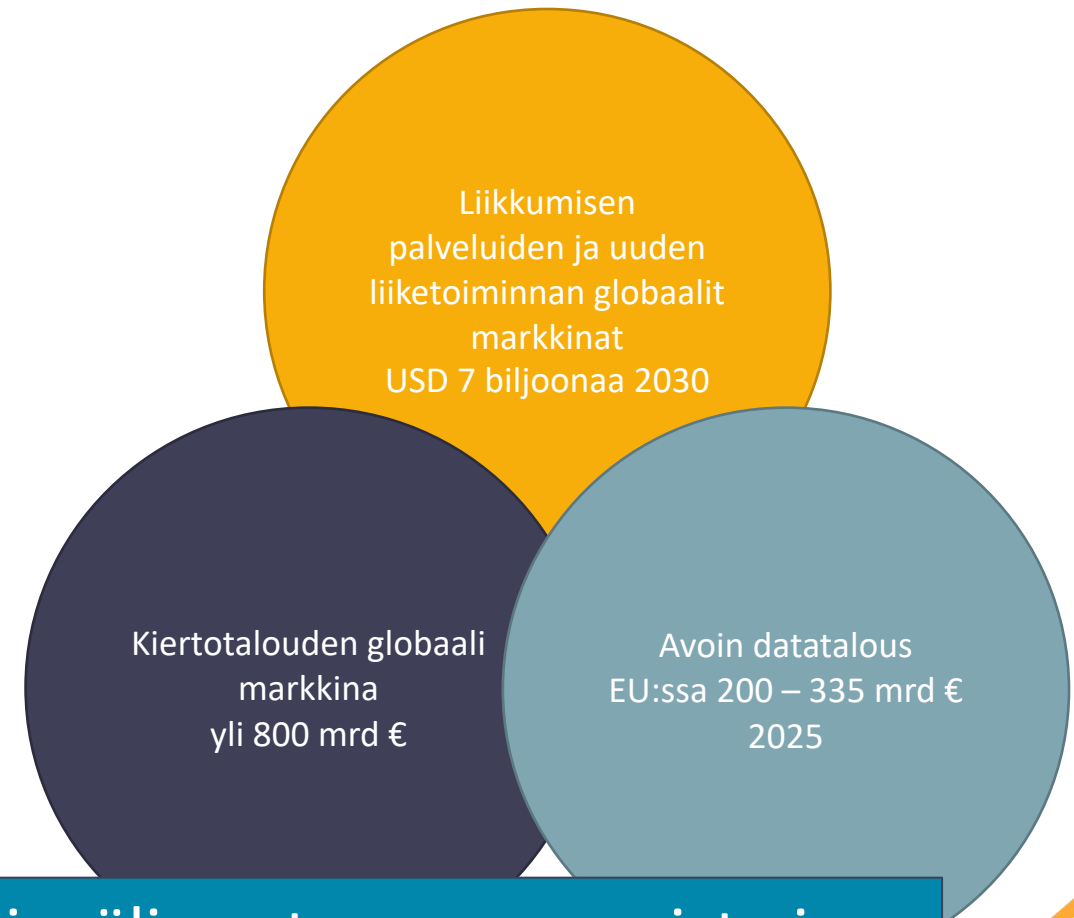 Liikkumisen
palveluiden ja uuden
liiketoiminnan globaalit
markkinat
USD 7 biljoonaa 2030
Kiertotalouden globaali
markkina
yli 800 mrd €
Avoin datatalous
EU:ssa 200 – 335 mrd €
2025